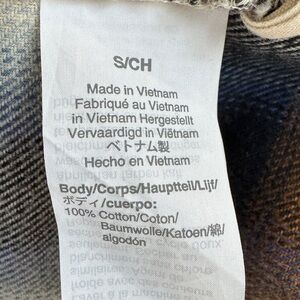 S/CH
Made in Vietnam
Fabriqué au Vietnam
in Vietnam Hergestellt
Vervaardigd in Viëtnam
ベトナム製
Hecho en Vietnam
Body/Corps/Hauptteil/Lijf/
ボディ/cuerpo:
100% Cotton/Coton/
Baumwolle/Katoen/綿/
algodón